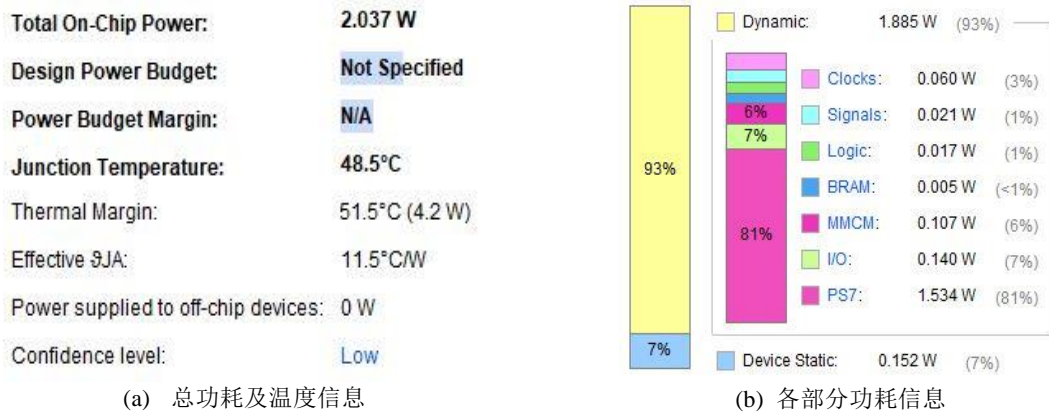 Total On-Chip Power: 2.037 W
Design Power Budget: Not Specified
Power Budget Margin: N/A
Junction Temperature: 48.5°C
Thermal Margin: 51.5°C (4.2 W)
Effective ϑJA: 11.5°C/W
Power supplied to off-chip devices: 0 W
Confidence level: Low
(a) 总功耗及温度信息
93%
7%
Dynamic: 1.885 W (93%)
6%
7%
81%
Clocks: 0.060 W (3%)
Signals: 0.021 W (1%)
Logic: 0.017 W (1%)
BRAM: 0.005 W (<1%)
MMCM: 0.107 W (6%)
I/O: 0.140 W (7%)
PS7: 1.534 W (81%)
Device Static: 0.152 W (7%)
(b) 各部分功耗信息